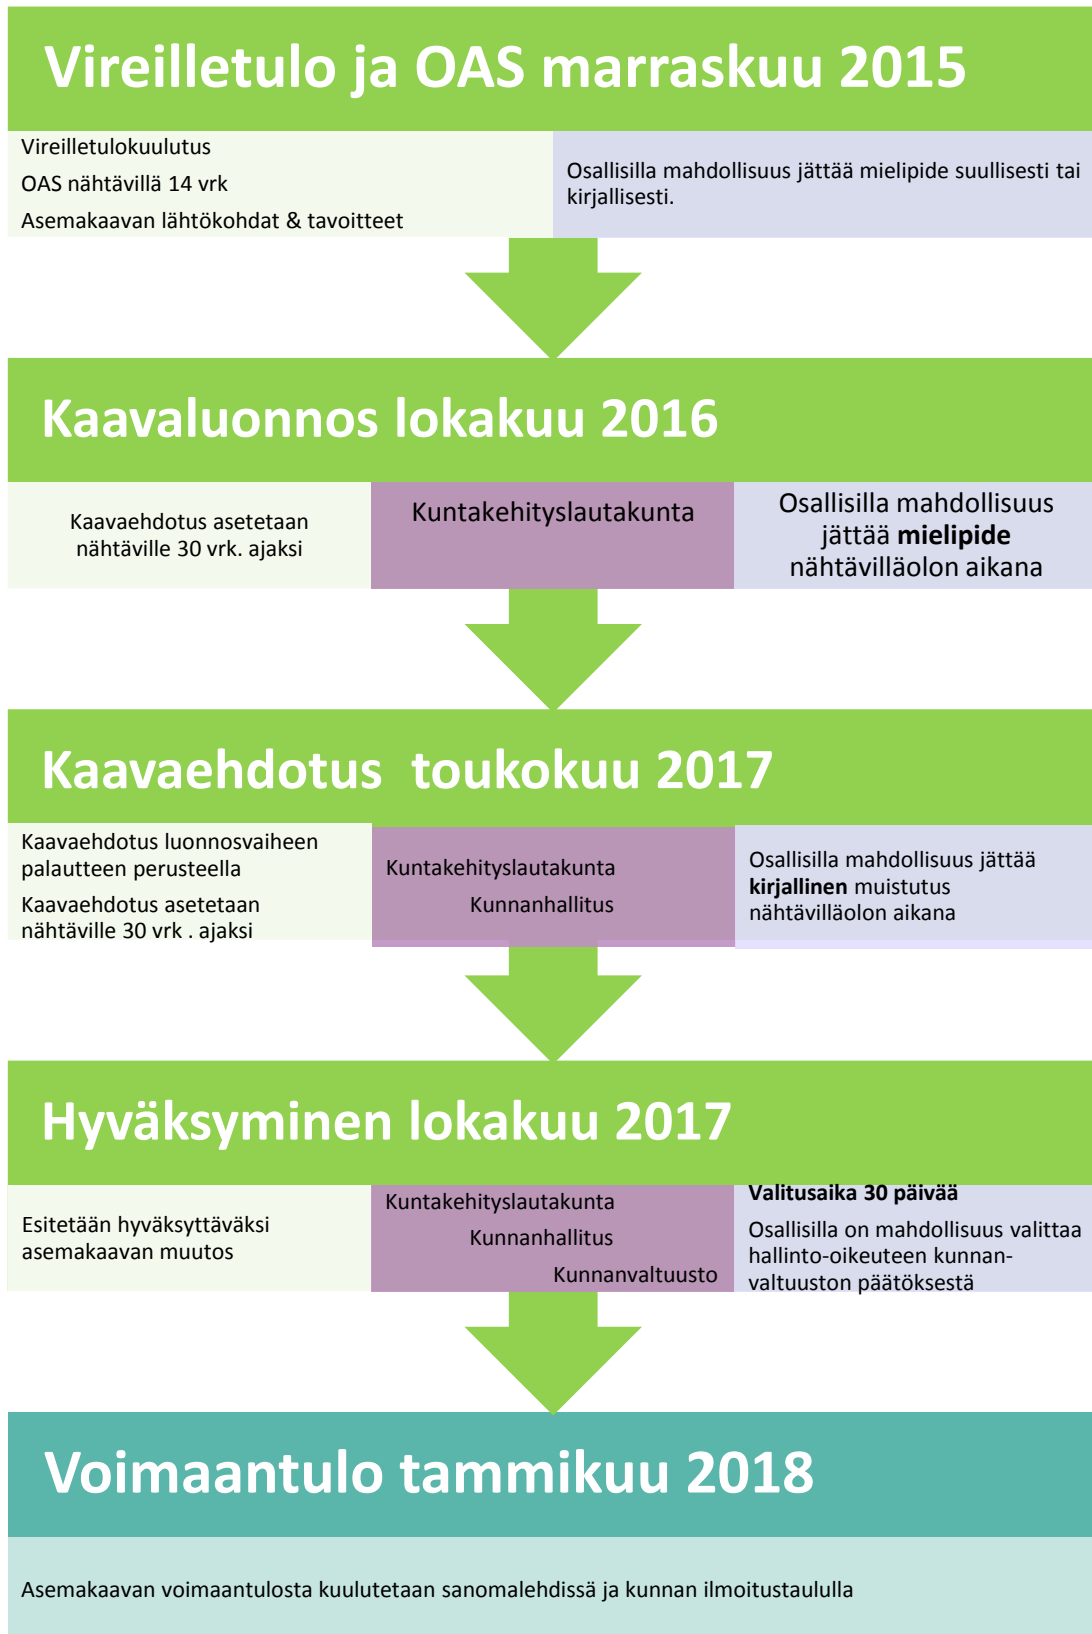 Vireilletulo ja OAS marraskuu 2015
Vireilletulokuulutus
OAS nähtävillä 14 vrk
Asemakaavan lähtökohdat & tavoitteet
Osallisilla mahdollisuus jättää mielipide suullisesti tai
kirjallisesti.
Kaavaluonnos lokakuu 2016
Kaavaehdotus asetetaan
nähtäville 30 vrk. ajaksi
Kuntakehityslautakunta
Osallisilla mahdollisuus
jättää mielipide
nähtävilläolon aikana
Kaavaehdotus toukokuu 2017
Kaavaehdotus luonnosvaiheen
palautteen perusteella
Kaavaehdotus asetetaan
nähtäville 30 vrk . ajaksi
Kuntakehityslautakunta
Kunnanhallitus
Osallisilla mahdollisuus jättää
kirjallinen muistutus
nähtävilläolon aikana
Hyväksyminen lokakuu 2017
Esitetään hyväksyttäväksi
asemakaavan muutos
Kuntakehityslautakunta
Kunnanhallitus
Kunnanvaltuusto
Valitusaika 30 päivää
Osallisilla on mahdollisuus valittaa
hallinto-oikeuteen kunnan-
valtuuston päätöksestä
Voimaantulo tammikuu 2018
Asemakaavan voimaantulosta kuulutetaan sanomalehdissä ja kunnan ilmoitustaululla